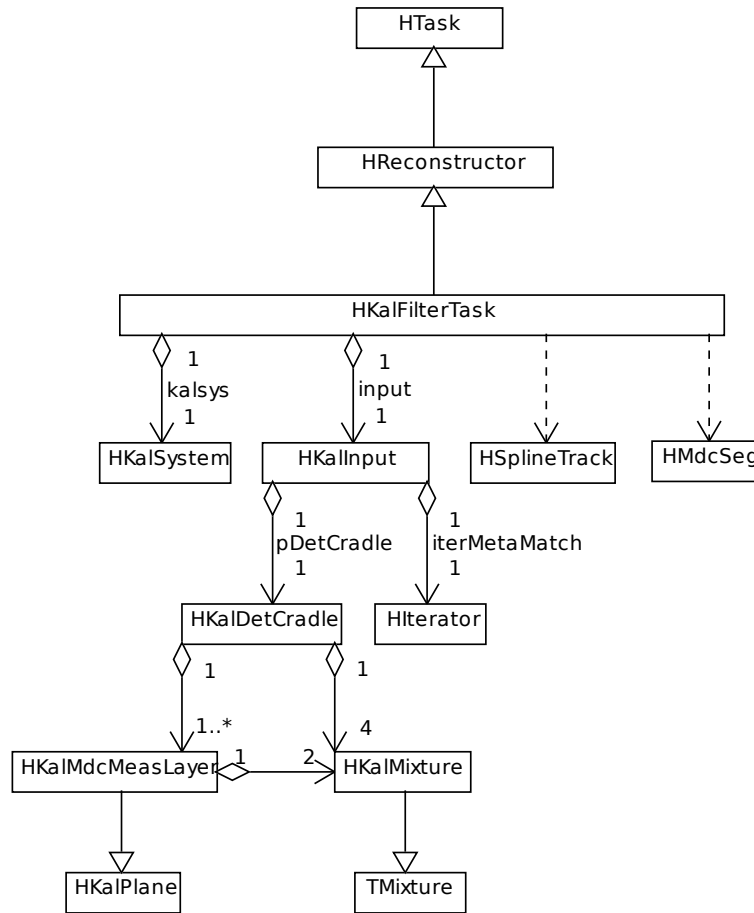 HTask
HReconstructor
HKalFilterTask
1
1
kalsys
input
1
1
HKalSystem
HKalInput
HSplineTrack
HMdcSeg
1
1
pDetCradle
iterMetaMatch
1
1
HKalDetCradle
HIterator
1
1
1..*
4
HKalMdcMeasLayer
1
2
HKalMixture
HKalPlane
TMixture